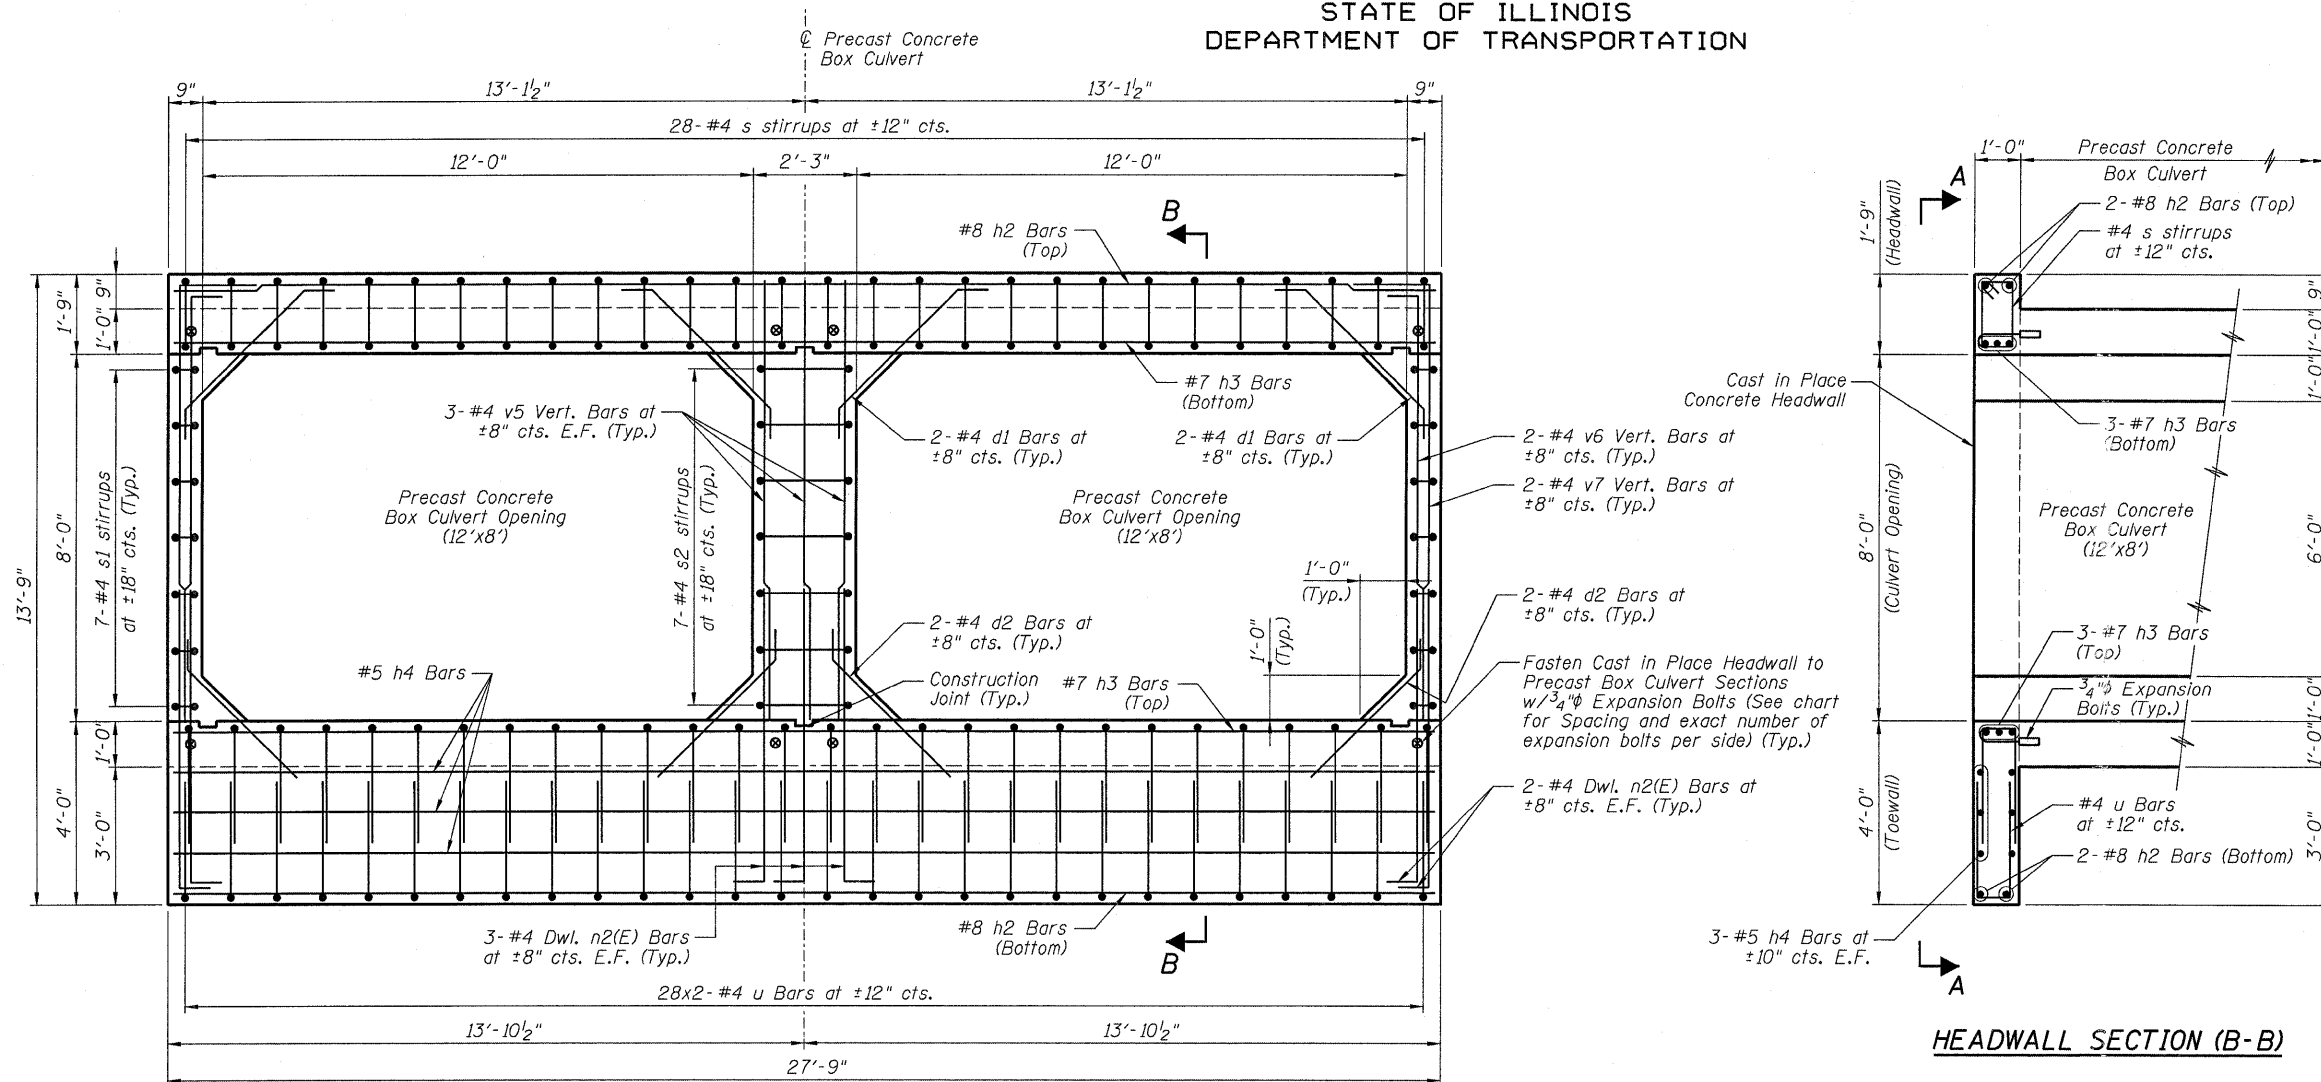 STATE OF ILLINOIS
DEPARTMENT OF TRANSPORTATION
℄ Precast Concrete
Box Culvert
9"
13'-1½"
13'-1½"
9"
28-#4 s stirrups at ±12" cts.
12'-0"
2'-3"
12'-0"
B
#8 h2 Bars
(Top)
13'-9"
1'-9"
8'-0"
4'-0"
9"
1'-0"
1'-0"
3'-0"
7-#4 s1 stirrups
at ±18" cts. (Typ.)
#7 h3 Bars
(Bottom)
3-#4 v5 Vert. Bars at
±8" cts. E.F. (Typ.)
2-#4 d1 Bars at
±8" cts. (Typ.)
2-#4 d1 Bars at
±8" cts. (Typ.)
2-#4 v6 Vert. Bars at
±8" cts. (Typ.)
2-#4 v7 Vert. Bars at
±8" cts. (Typ.)
7-#4 s2 stirrups
at ±18" cts. (Typ.)
Precast Concrete
Box Culvert Opening
(12'x8')
Precast Concrete
Box Culvert Opening
(12'x8')
1'-0"
(Typ.)
1'-0"
(Typ.)
2-#4 d2 Bars at
±8" cts. (Typ.)
2-#4 d2 Bars at
±8" cts. (Typ.)
#5 h4 Bars
Construction
Joint (Typ.)
#7 h3 Bars
(Top)
Fasten Cast in Place Headwall to
Precast Box Culvert Sections
w/¾"φ Expansion Bolts (See chart
for Spacing and exact number of
expansion bolts per side) (Typ.)
2-#4 Dwl. n2(E) Bars at
±8" cts. E.F. (Typ.)
3-#4 Dwl. n2(E) Bars
at ±8" cts. E.F. (Typ.)
#8 h2 Bars
(Bottom)
B
28x2-#4 u Bars at ±12" cts.
13'-10½"
13'-10½"
27'-9"
1'-0"
Precast Concrete
Box Culvert
A
1'-9"
(Headwall)
2-#8 h2 Bars (Top)
#4 s stirrups
at ±12" cts.
9"
1'-0"
1'-0"
Cast in Place
Concrete Headwall
3-#7 h3 Bars
(Bottom)
8'-0"
(Culvert Opening)
Precast Concrete
Box Culvert
(12'x8')
6'-0"
3-#7 h3 Bars
(Top)
¾"φ Expansion
Bolts (Typ.)
1'-0"
1'-0"
4'-0"
(Toewall)
#4 u Bars
at ±12" cts.
2-#8 h2 Bars (Bottom)
3'-0"
3-#5 h4 Bars at
±10" cts. E.F.
A
HEADWALL SECTION (B-B)